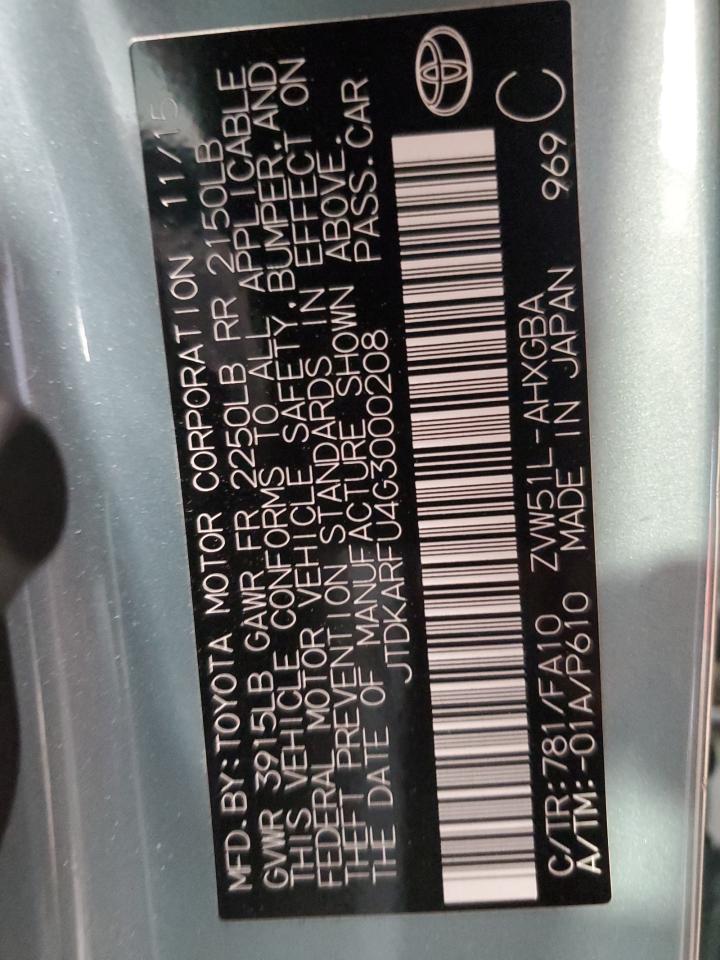 MFD. BY: TOYOTA MOTOR CORPORATION 11/15
GVWR 3915LB GAWR FR 2250LB RR 2150LB
THIS VEHICLE CONFORMS TO ALL APPLICABLE
FEDERAL MOTOR VEHICLE SAFETY, BUMPER, AND
THEFT PREVENTION STANDARDS IN EFFECT ON
THE DATE OF MANUFACTURE SHOWN ABOVE.
JTDKARFU4G3000208 PASS. CAR
C/TR: 781/FA10 ZVW51L-AHXGBA
A/TM: -01A/P610 MADE IN JAPAN 969 C